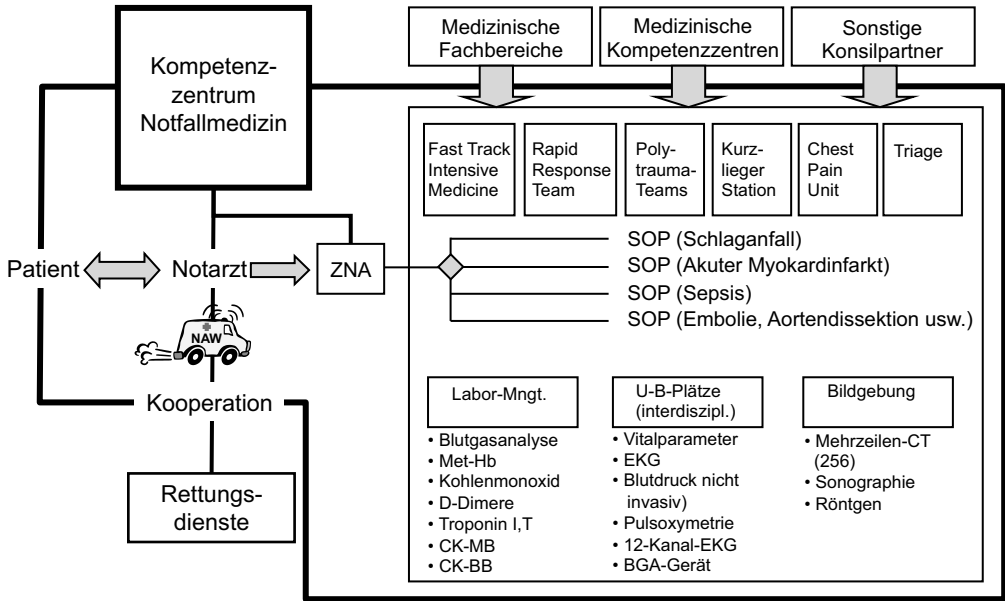 Kompetenz-
zentrum
Notfallmedizin
Medizinische
Fachbereiche
Medizinische
Kompetenzzentren
Sonstige
Konsilpartner
Fast Track
Intensive
Medicine
Rapid
Response
Team
Poly-
trauma-
Teams
Kurz-
lieger
Station
Chest
Pain
Unit
Triage
Patient
Notarzt
ZNA
SOP (Schlaganfall)
SOP (Akuter Myokardinfarkt)
SOP (Sepsis)
SOP (Embolie, Aortendissektion usw.)
NAW
Kooperation
Rettungs-
dienste
Labor-Mngt.
• Blutgasanalyse
• Met-Hb
• Kohlenmonoxid
• D-Dimere
• Troponin I,T
• CK-MB
• CK-BB
U-B-Plätze
(interdiszipl.)
• Vitalparameter
• EKG
• Blutdruck nicht
invasiv)
• Pulsoxymetrie
• 12-Kanal-EKG
• BGA-Gerät
Bildgebung
• Mehrzeilen-CT
(256)
• Sonographie
• Röntgen